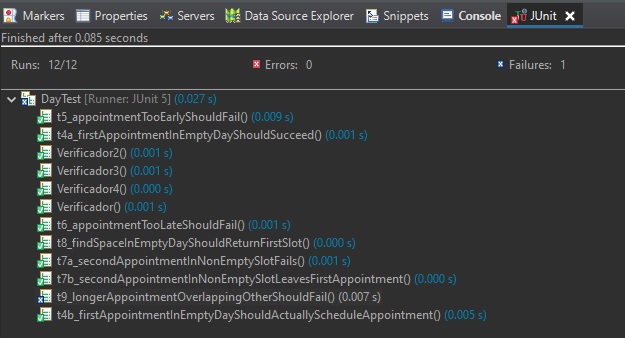 Markers Properties Servers Data Source Explorer Snippets Console JUnit
Finished after 0.085 seconds
Runs: 12/12 Errors: 0 Failures: 1
DayTest [Runner: JUnit 5] (0.027 s)
t5_appointmentTooEarlyShouldFail() (0.009 s)
t4a_firstAppointmentInEmptyDayShouldSucceed() (0.001 s)
Verificador2() (0.001 s)
Verificador3() (0.001 s)
Verificador4() (0.000 s)
Verificador() (0.001 s)
t6_appointmentTooLateShouldFail() (0.001 s)
t8_findSpaceInEmptyDayShouldReturnFirstSlot() (0.000 s)
t7a_secondAppointmentInNonEmptySlotFails() (0.001 s)
t7b_secondAppointmentInNonEmptySlotLeavesFirstAppointment() (0.000 s)
t9_longerAppointmentOverlappingOtherShouldFail() (0.007 s)
t4b_firstAppointmentInEmptyDayShouldActuallyScheduleAppointment() (0.005 s)